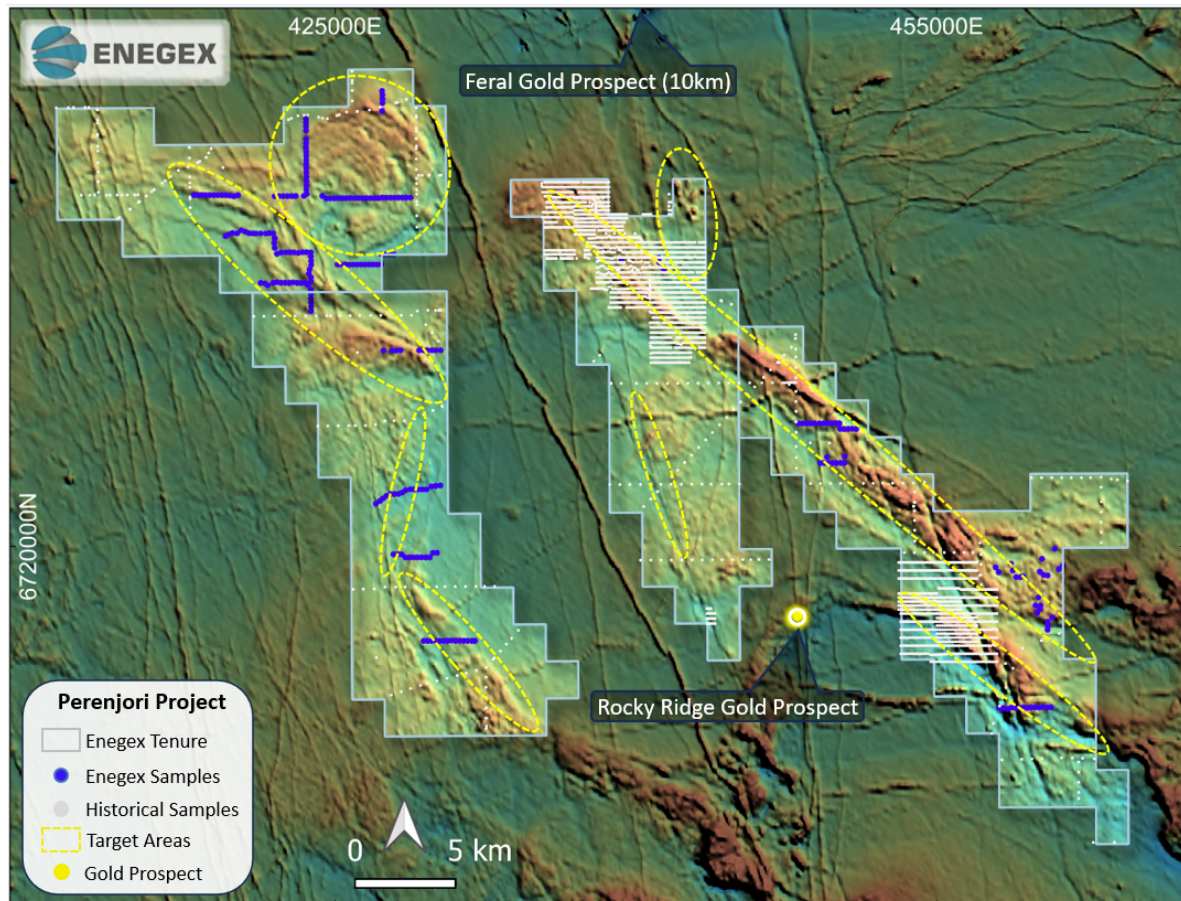 ENEGEX
425000E
455000E
Feral Gold Prospect (10km)
6720000N
Rocky Ridge Gold Prospect
Perenjori Project
Enegex Tenure
Enegex Samples
Historical Samples
Target Areas
Gold Prospect
0 5 km